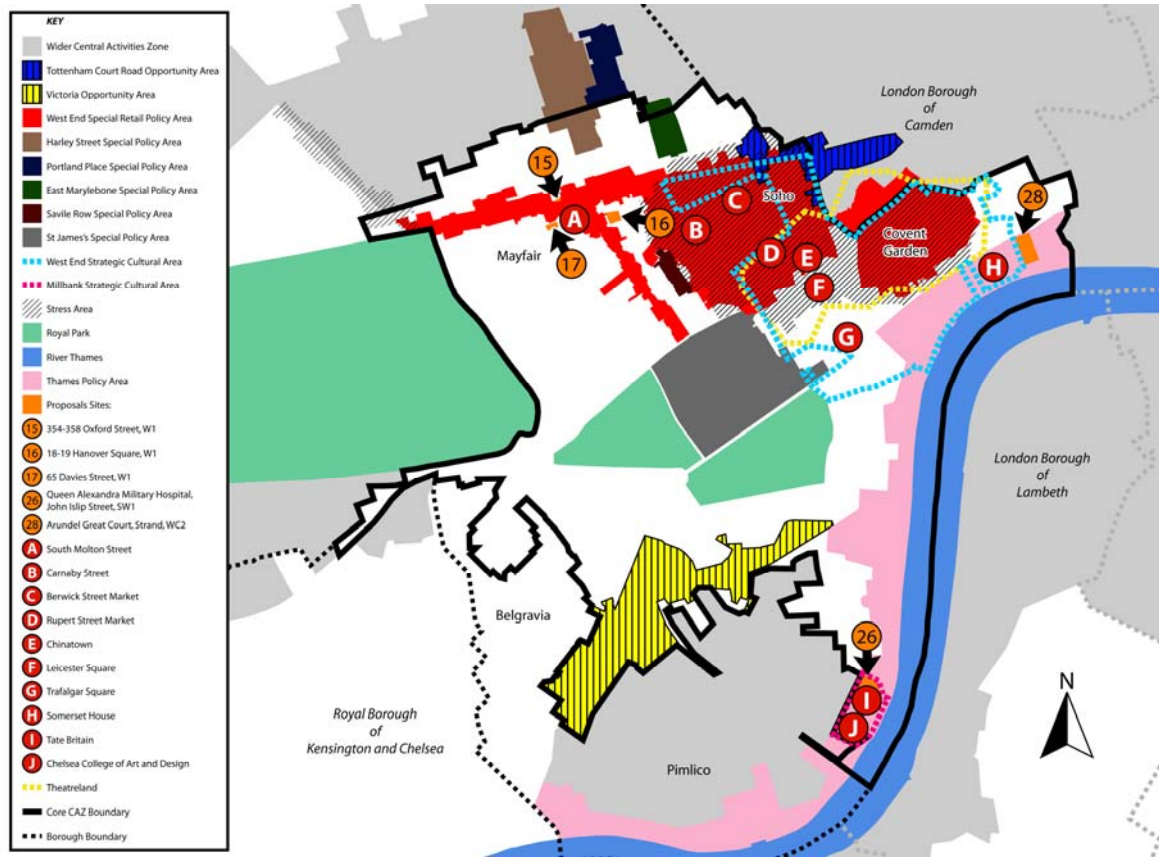 KEY
Wider Central Activities Zone
Tottenham Court Road Opportunity Area
Victoria Opportunity Area
West End Special Retail Policy Area
Harley Street Special Policy Area
Portland Place Special Policy Area
East Marylebone Special Policy Area
Savile Row Special Policy Area
St James's Special Policy Area
West End Strategic Cultural Area
Millbank Strategic Cultural Area
Stress Area
Royal Park
River Thames
Thames Policy Area
Proposals Sites:
15 354-358 Oxford Street, W1
16 18-19 Hanover Square, W1
17 65 Davies Street, W1
26 Queen Alexandra Military Hospital,
John Islip Street, SW1
28 Arundel Great Court, Strand, WC2
A South Molton Street
B Carnaby Street
C Berwick Street Market
D Rupert Street Market
E Chinatown
F Leicester Square
G Trafalgar Square
H Somerset House
I Tate Britain
J Chelsea College of Art and Design
Theatreland
Core CAZ Boundary
Borough Boundary
London Borough
of
Camden
15
28
C
Soho
A
16
B
Covent
Garden
Mayfair
17
D
E
H
F
G
London Borough
of
Lambeth
Belgravia
26
N
I
J
Royal Borough
of
Kensington and Chelsea
Pimlico